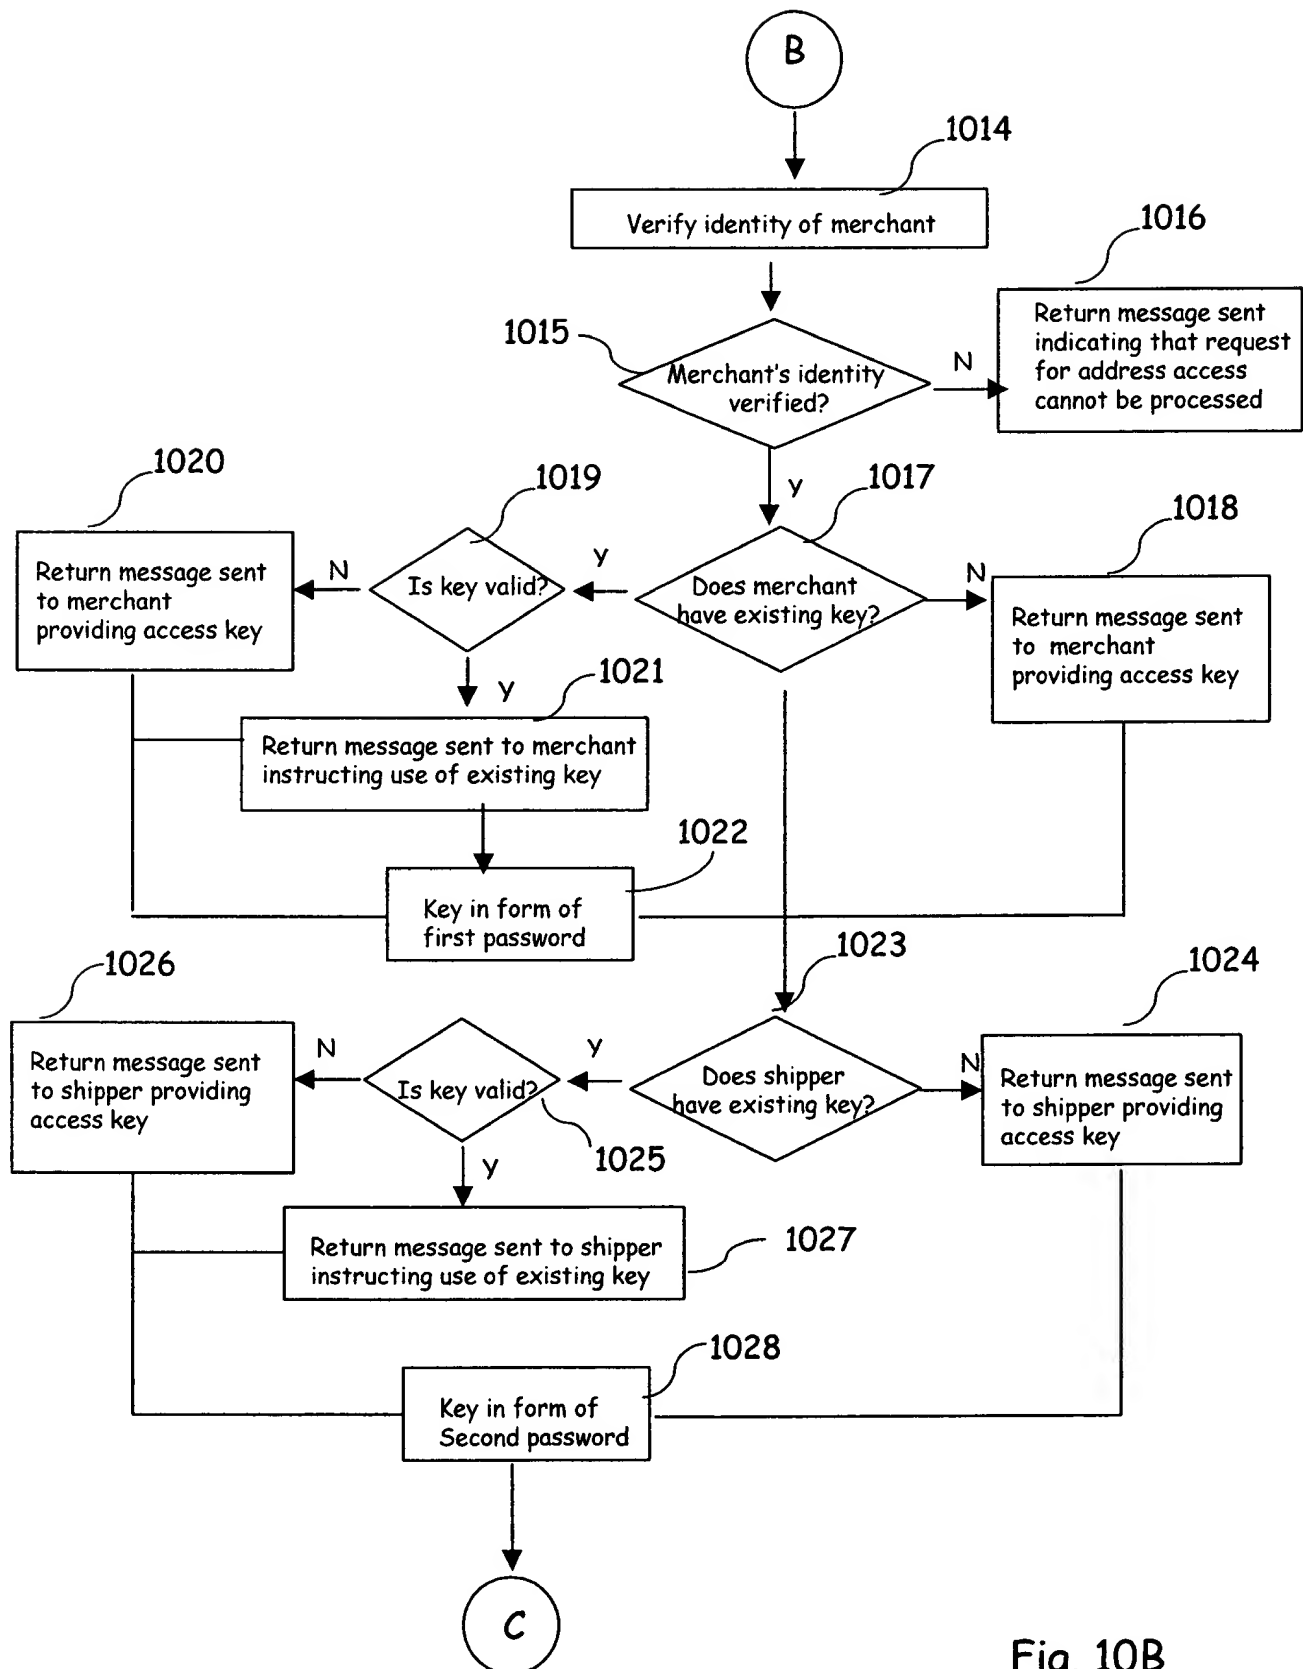 B
1014
Verify identity of merchant
1016
Return message sent
indicating that request
for address access
cannot be processed
1015
Merchant's identity
verified?
N
Y
1020
1019
1017
1018
Return message sent
to merchant
providing access key
N
Is key valid?
Y
Does merchant
have existing key?
N
Return message sent
to merchant
providing access key
Y
1021
Return message sent to merchant
instructing use of existing key
1022
Key in form of
first password
1026
1023
1024
Return message sent
to shipper providing
access key
N
Is key valid?
Y
Does shipper
have existing key?
N
Return message sent
to shipper providing
access key
1025
Y
Return message sent to shipper
instructing use of existing key
1027
1028
Key in form of
Second password
C
Fig 10B